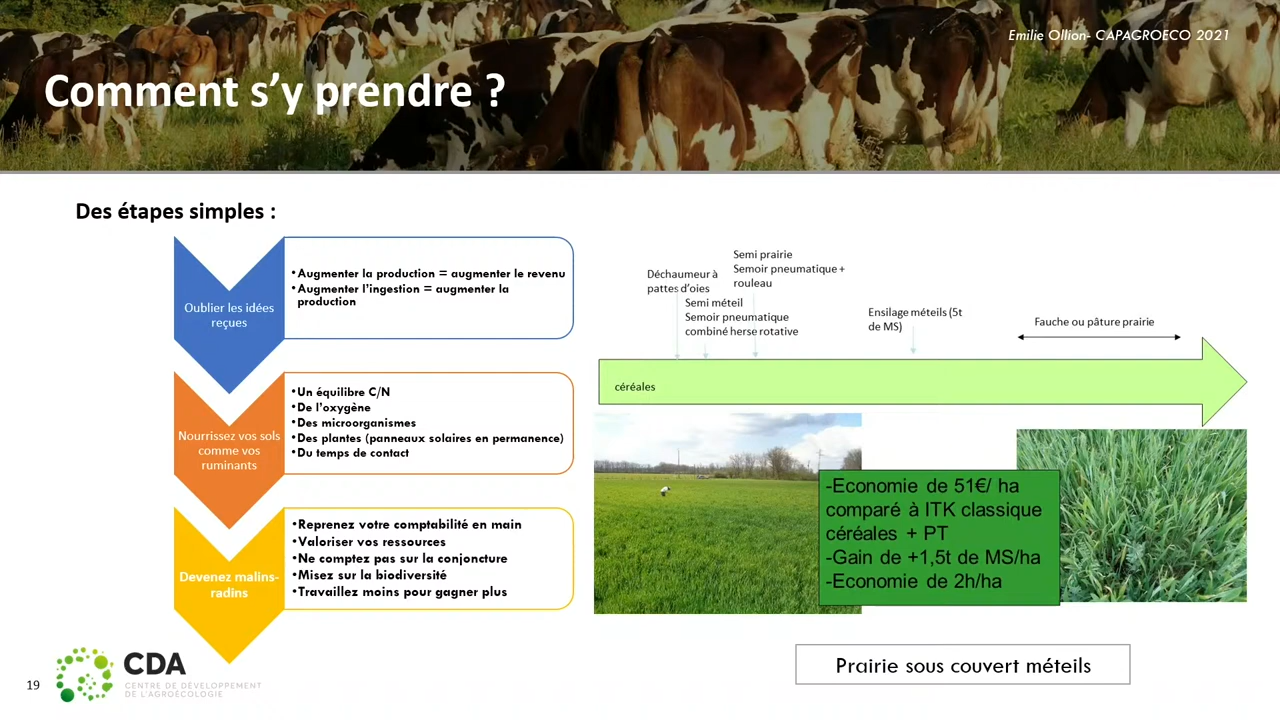 Emilie Ollion- CAPAGROECO 2021
Comment s’y prendre ?
Des étapes simples :
Oublier les idées
reçues
•Augmenter la production = augmenter le revenu
•Augmenter l’ingestion = augmenter la
production
Nourrissez vos sols
comme vos
ruminants
•Un équilibre C/N
•De l’oxygène
•Des microorganismes
•Des plantes (panneaux solaires en permanence)
•Du temps de contact
Devenez malins-
radins
•Reprenez votre comptabilité en main
•Valoriser vos ressources
•Ne comptez pas sur la conjoncture
•Misez sur la biodiversité
•Travaillez moins pour gagner plus
Déchaumeur à
pattes d’oies
Semi prairie
Semoir pneumatique +
rouleau
Semi méteil
Semoir pneumatique
combiné herse rotative
Ensilage méteils (5t
de MS)
Fauche ou pâture prairie
céréales
-Economie de 51€/ ha
comparé à ITK classique
céréales + PT
-Gain de +1,5t de MS/ha
-Economie de 2h/ha
Prairie sous couvert méteils
19
CDA
CENTRE DE DÉVELOPPEMENT
DE L’AGROÉCOLOGIE